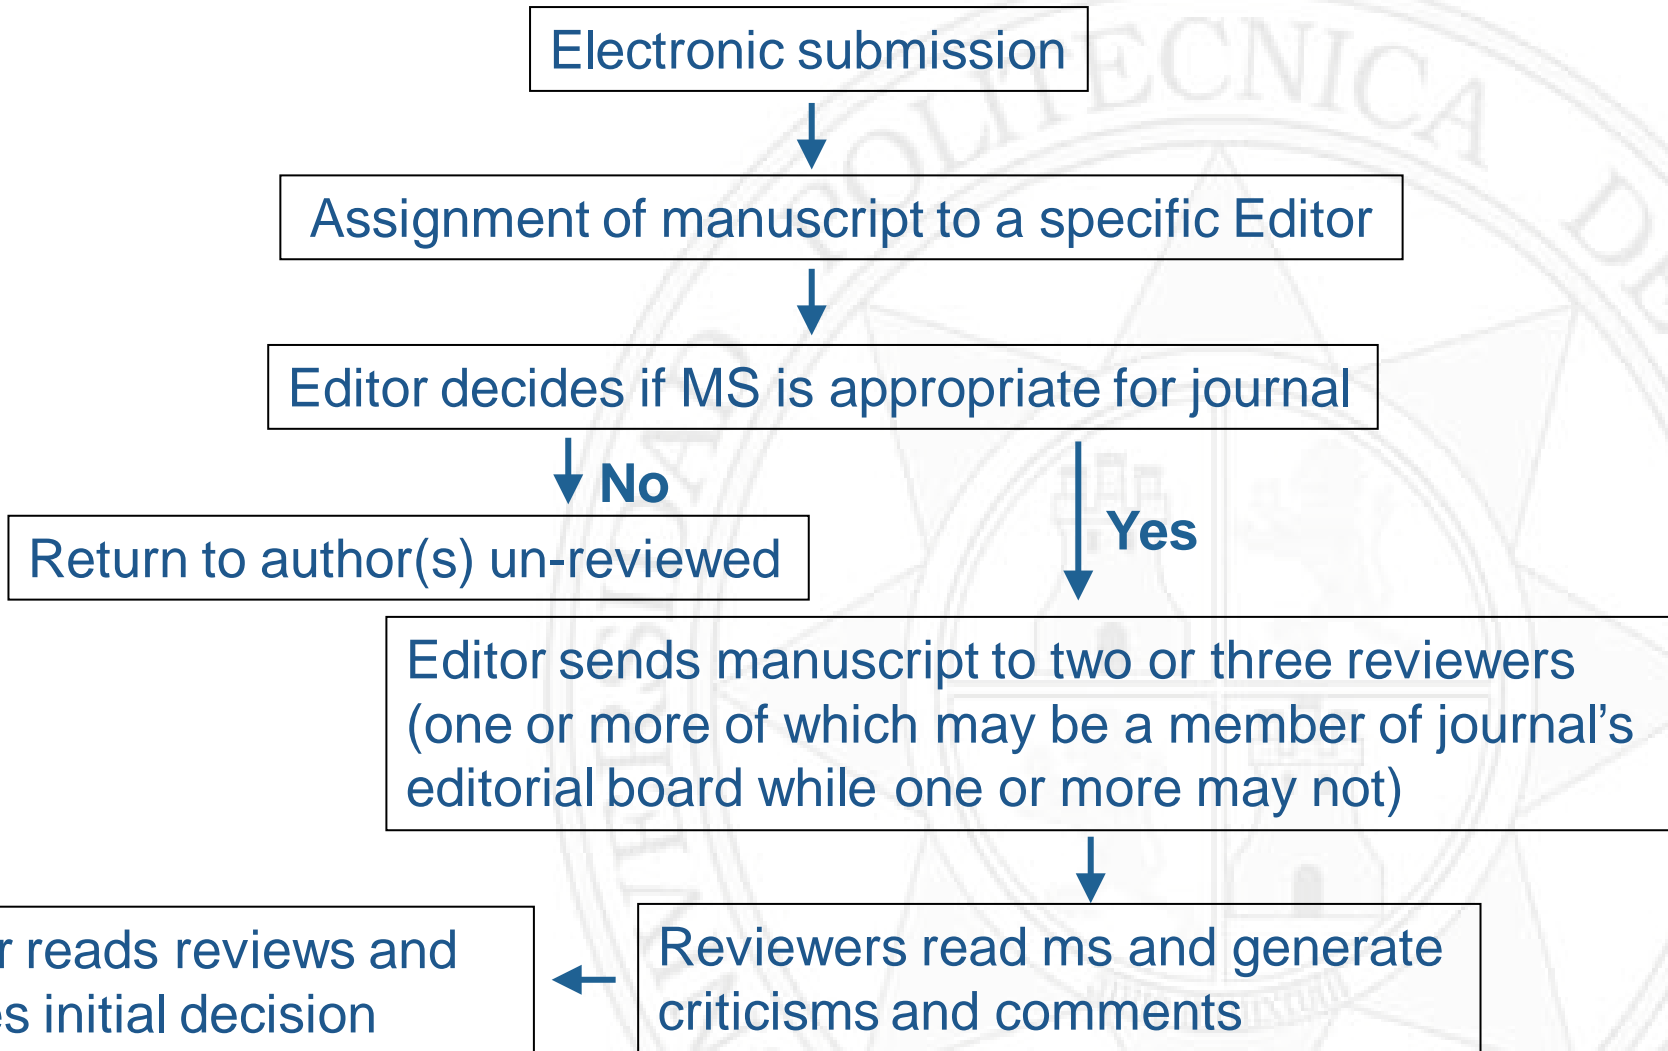 Electronic submission
Assignment of manuscript to a specific Editor
Editor decides if MS is appropriate for journal
No
Yes
Return to author(s) un-reviewed
Editor sends manuscript to two or three reviewers
(one or more of which may be a member of journal's
editorial board while one or more may not)
Reviewers read ms and generate
criticisms and comments
reads reviews and
initial decision
POLITECNICA DE